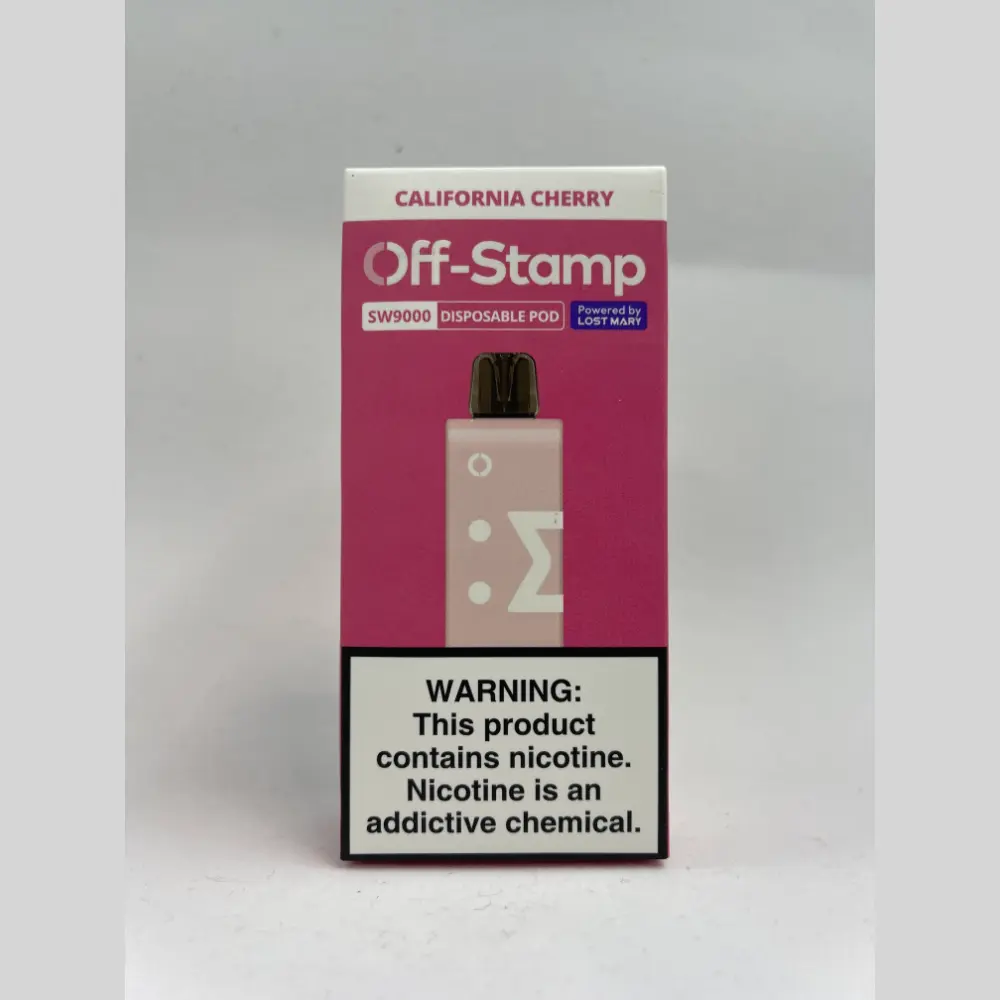 CALIFORNIA CHERRY
Off-Stamp
SW9000 DISPOSABLE POD
Powered by
LOST MARY
WARNING:
This product
contains nicotine.
Nicotine is an
addictive chemical.